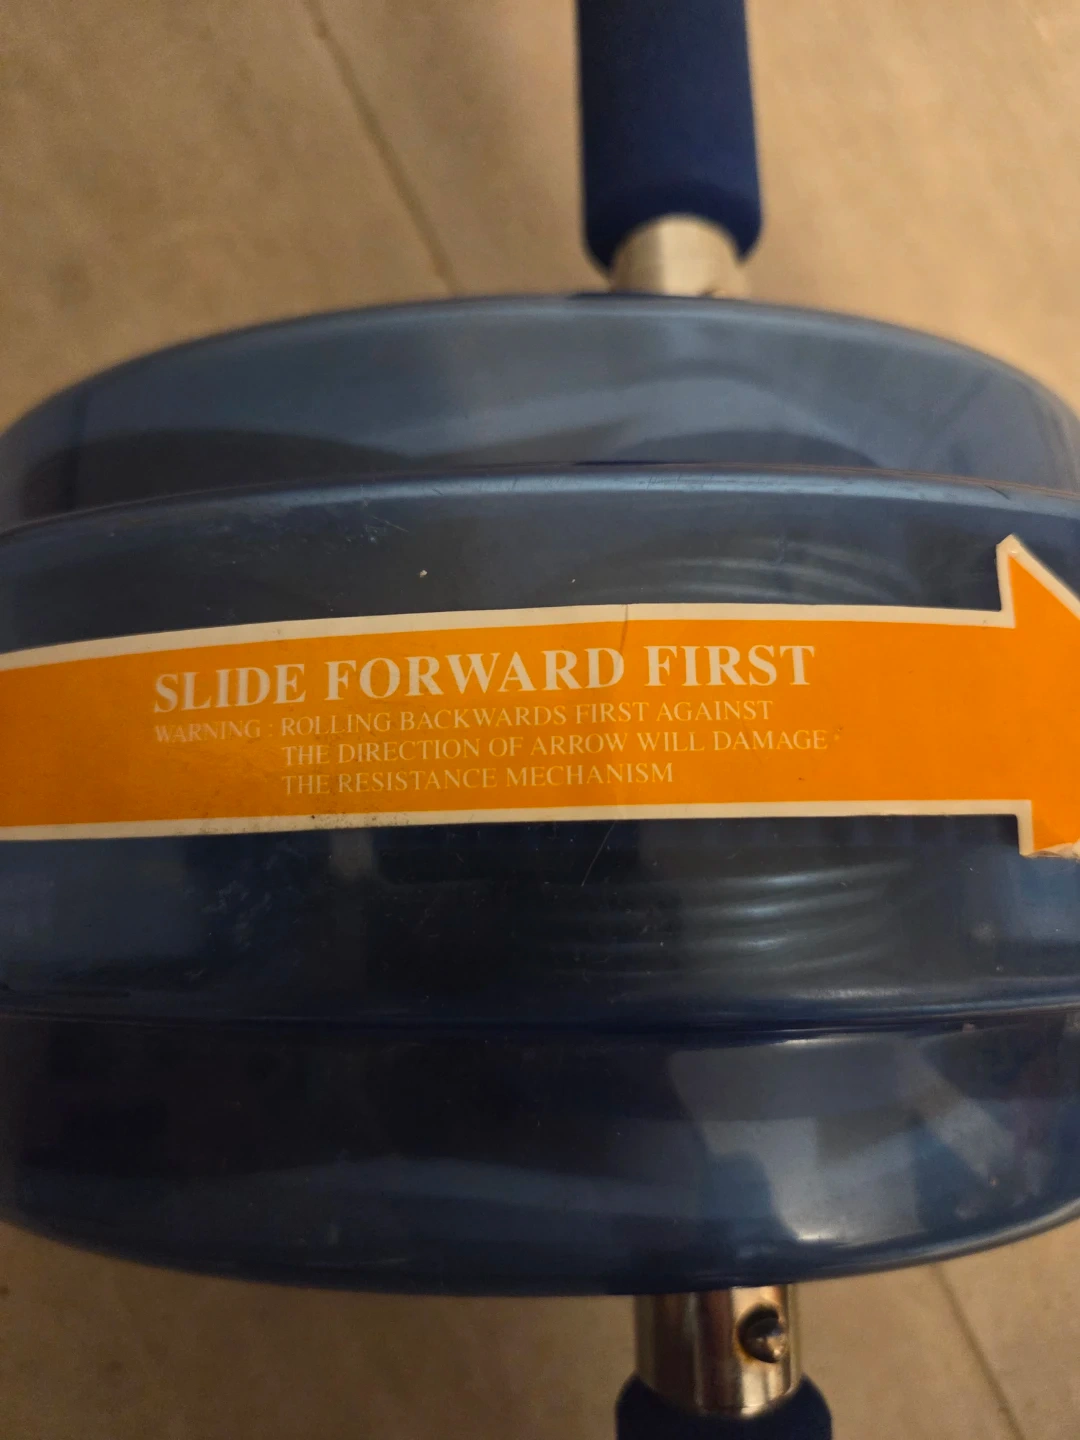 SLIDE FORWARD FIRST
WARNING : ROLLING BACKWARDS FIRST AGAINST
THE DIRECTION OF ARROW WILL DAMAGE
THE RESISTANCE MECHANISM